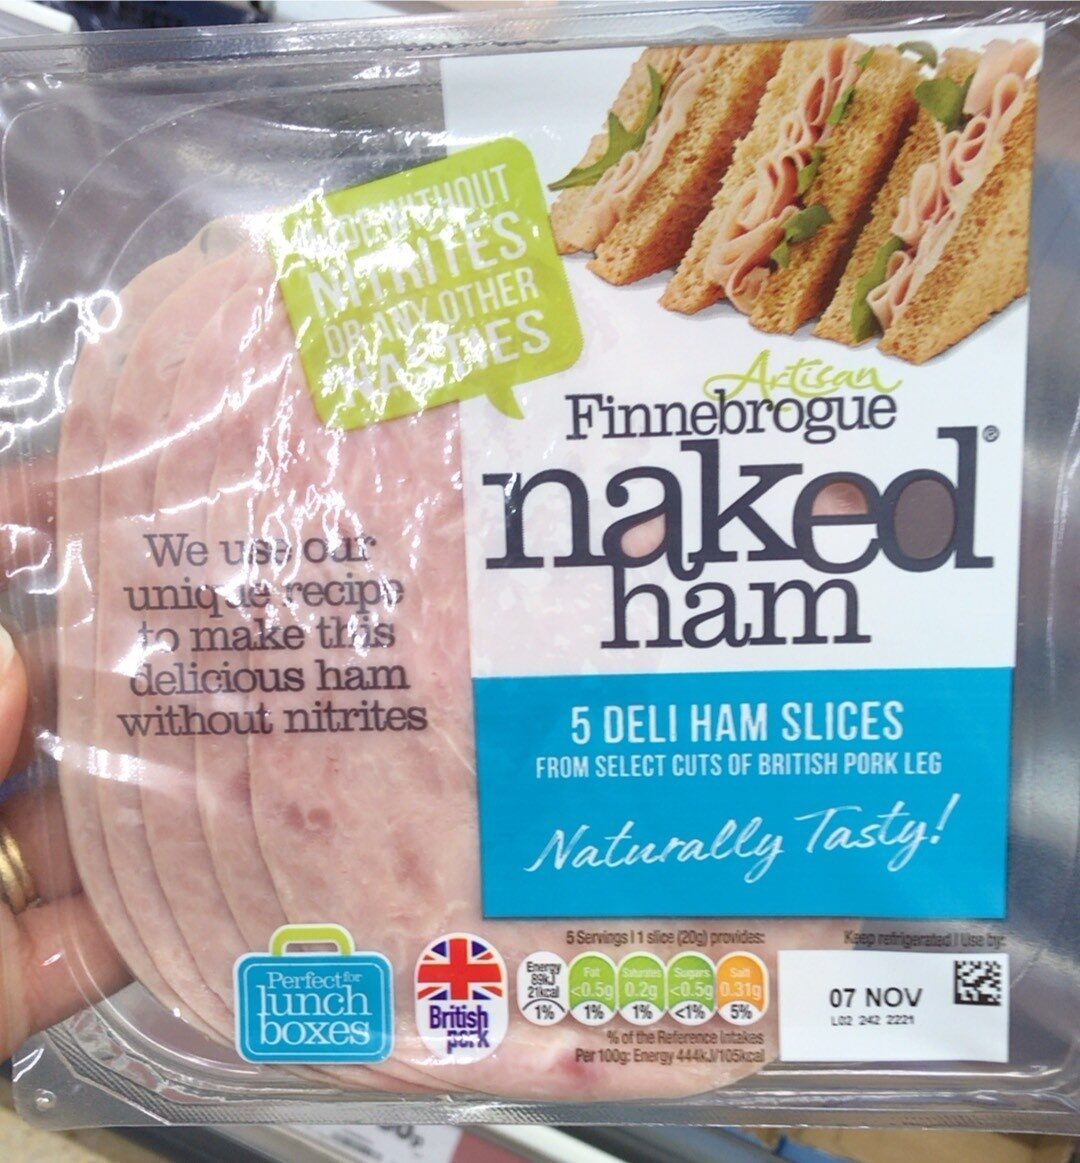 MADE WITHOUT
NITRITES
OR ANY OTHER
NASTIES
Artisan
Finnebrogue
naked®
ham
We use our
unique recipe
to make this
delicious ham
without nitrites
5 DELI HAM SLICES
FROM SELECT CUTS OF BRITISH PORK LEG
Naturally Tasty!
Perfect for
lunch
boxes
British
pork
5 Servings | 1 slice (20g) provides:
Energy
89kJ
21kcal
1%
Fat
<0.5g
1%
Saturates
0.2g
1%
Sugars
<0.5g
<1%
Salt
0.31g
5%
% of the Reference Intakes
Per 100g: Energy 444kJ/105kcal
Keep refrigerated | Use by:
07 NOV
L02 242 2221